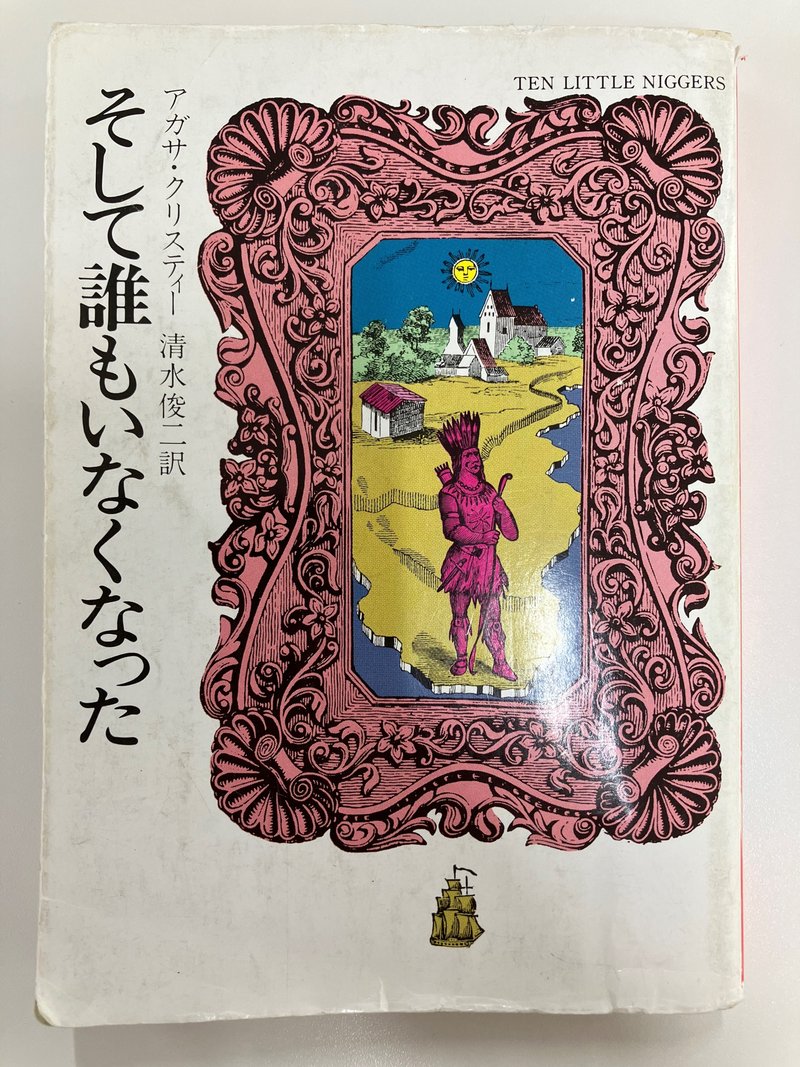 TEN LITTLE NIGGERS
アガサ・クリスティー 清水俊二訳
そして誰もいなくなった